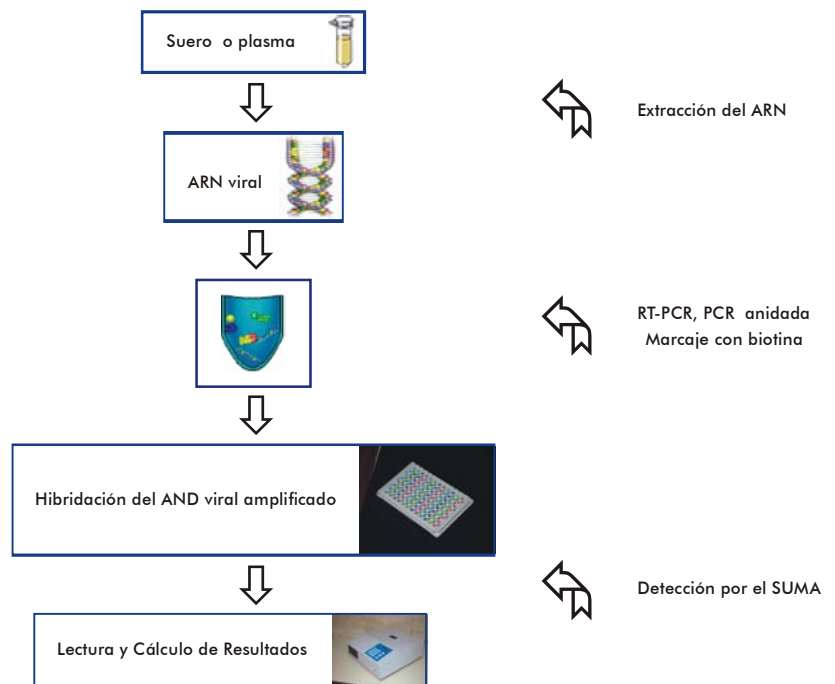 Suero o plasma
Extracción del ARN
ARN viral
RT-PCR, PCR anidada
Marcaje con biotina
Hibridación del AND viral amplificado
Detección por el SUMA
Lectura y Cálculo de Resultados